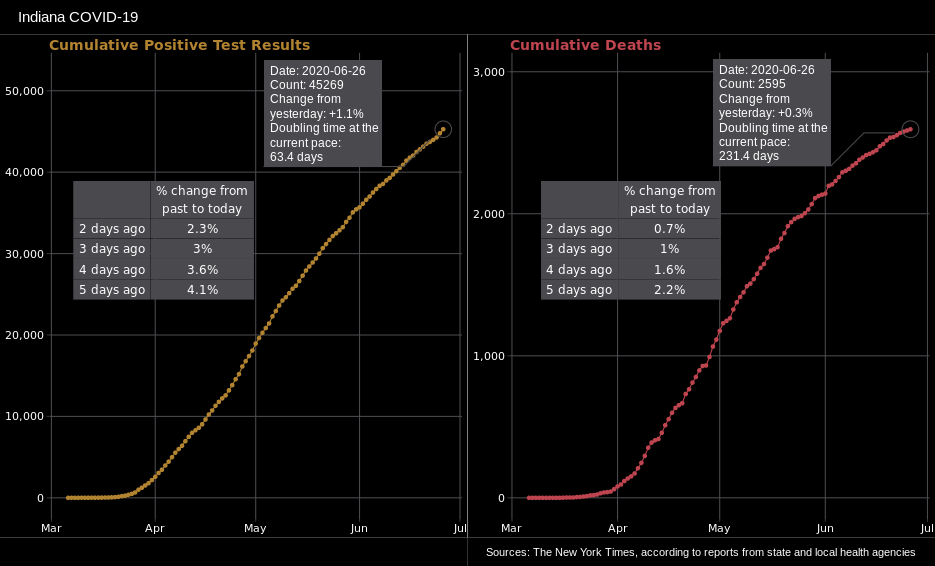 Indiana COVID-19
Cumulative Positive Test Results
Date: 2020-06-26
Count: 45269
Change from
yesterday: +1.1%
Doubling time at the
current pace:
63.4 days
50,000
40,000
30,000
20,000
10,000
0
% change from
past to today
2 days ago 2.3%
3 days ago 3%
4 days ago 3.6%
5 days ago 4.1%
Mar Apr May Jun Jul
Cumulative Deaths
Date: 2020-06-26
Count: 2595
Change from
yesterday: +0.3%
Doubling time at the
current pace:
231.4 days
3,000
2,000
1,000
0
% change from
past to today
2 days ago 0.7%
3 days ago 1%
4 days ago 1.6%
5 days ago 2.2%
Mar Apr May Jun Jul
Sources: The New York Times, according to reports from state and local health agencies